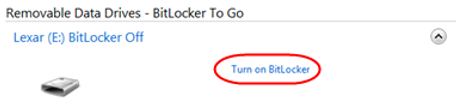 Removable Data Drives - BitLocker To Go
Lexar (E:) BitLocker Off
Turn on BitLocker